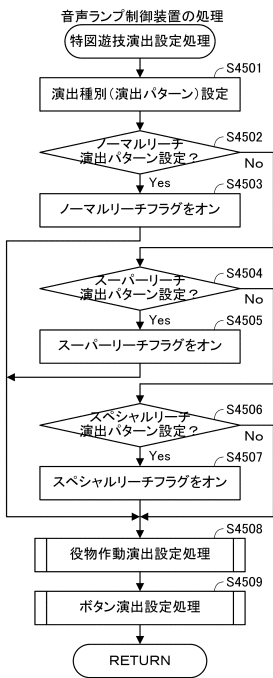 音声ランプ制御装置の処理
特図遊技演出設定処理
S4501
演出種別(演出パターン)設定
S4502
ノーマルリーチ
演出パターン設定?
No
Yes
S4503
ノーマルリーチフラグをオン
S4504
スーパーリーチ
演出パターン設定?
No
Yes
S4505
スーパーリーチフラグをオン
S4506
スペシャルリーチ
演出パターン設定?
No
Yes
S4507
スペシャルリーチフラグをオン
S4508
役物作動演出設定処理
S4509
ボタン演出設定処理
RETURN